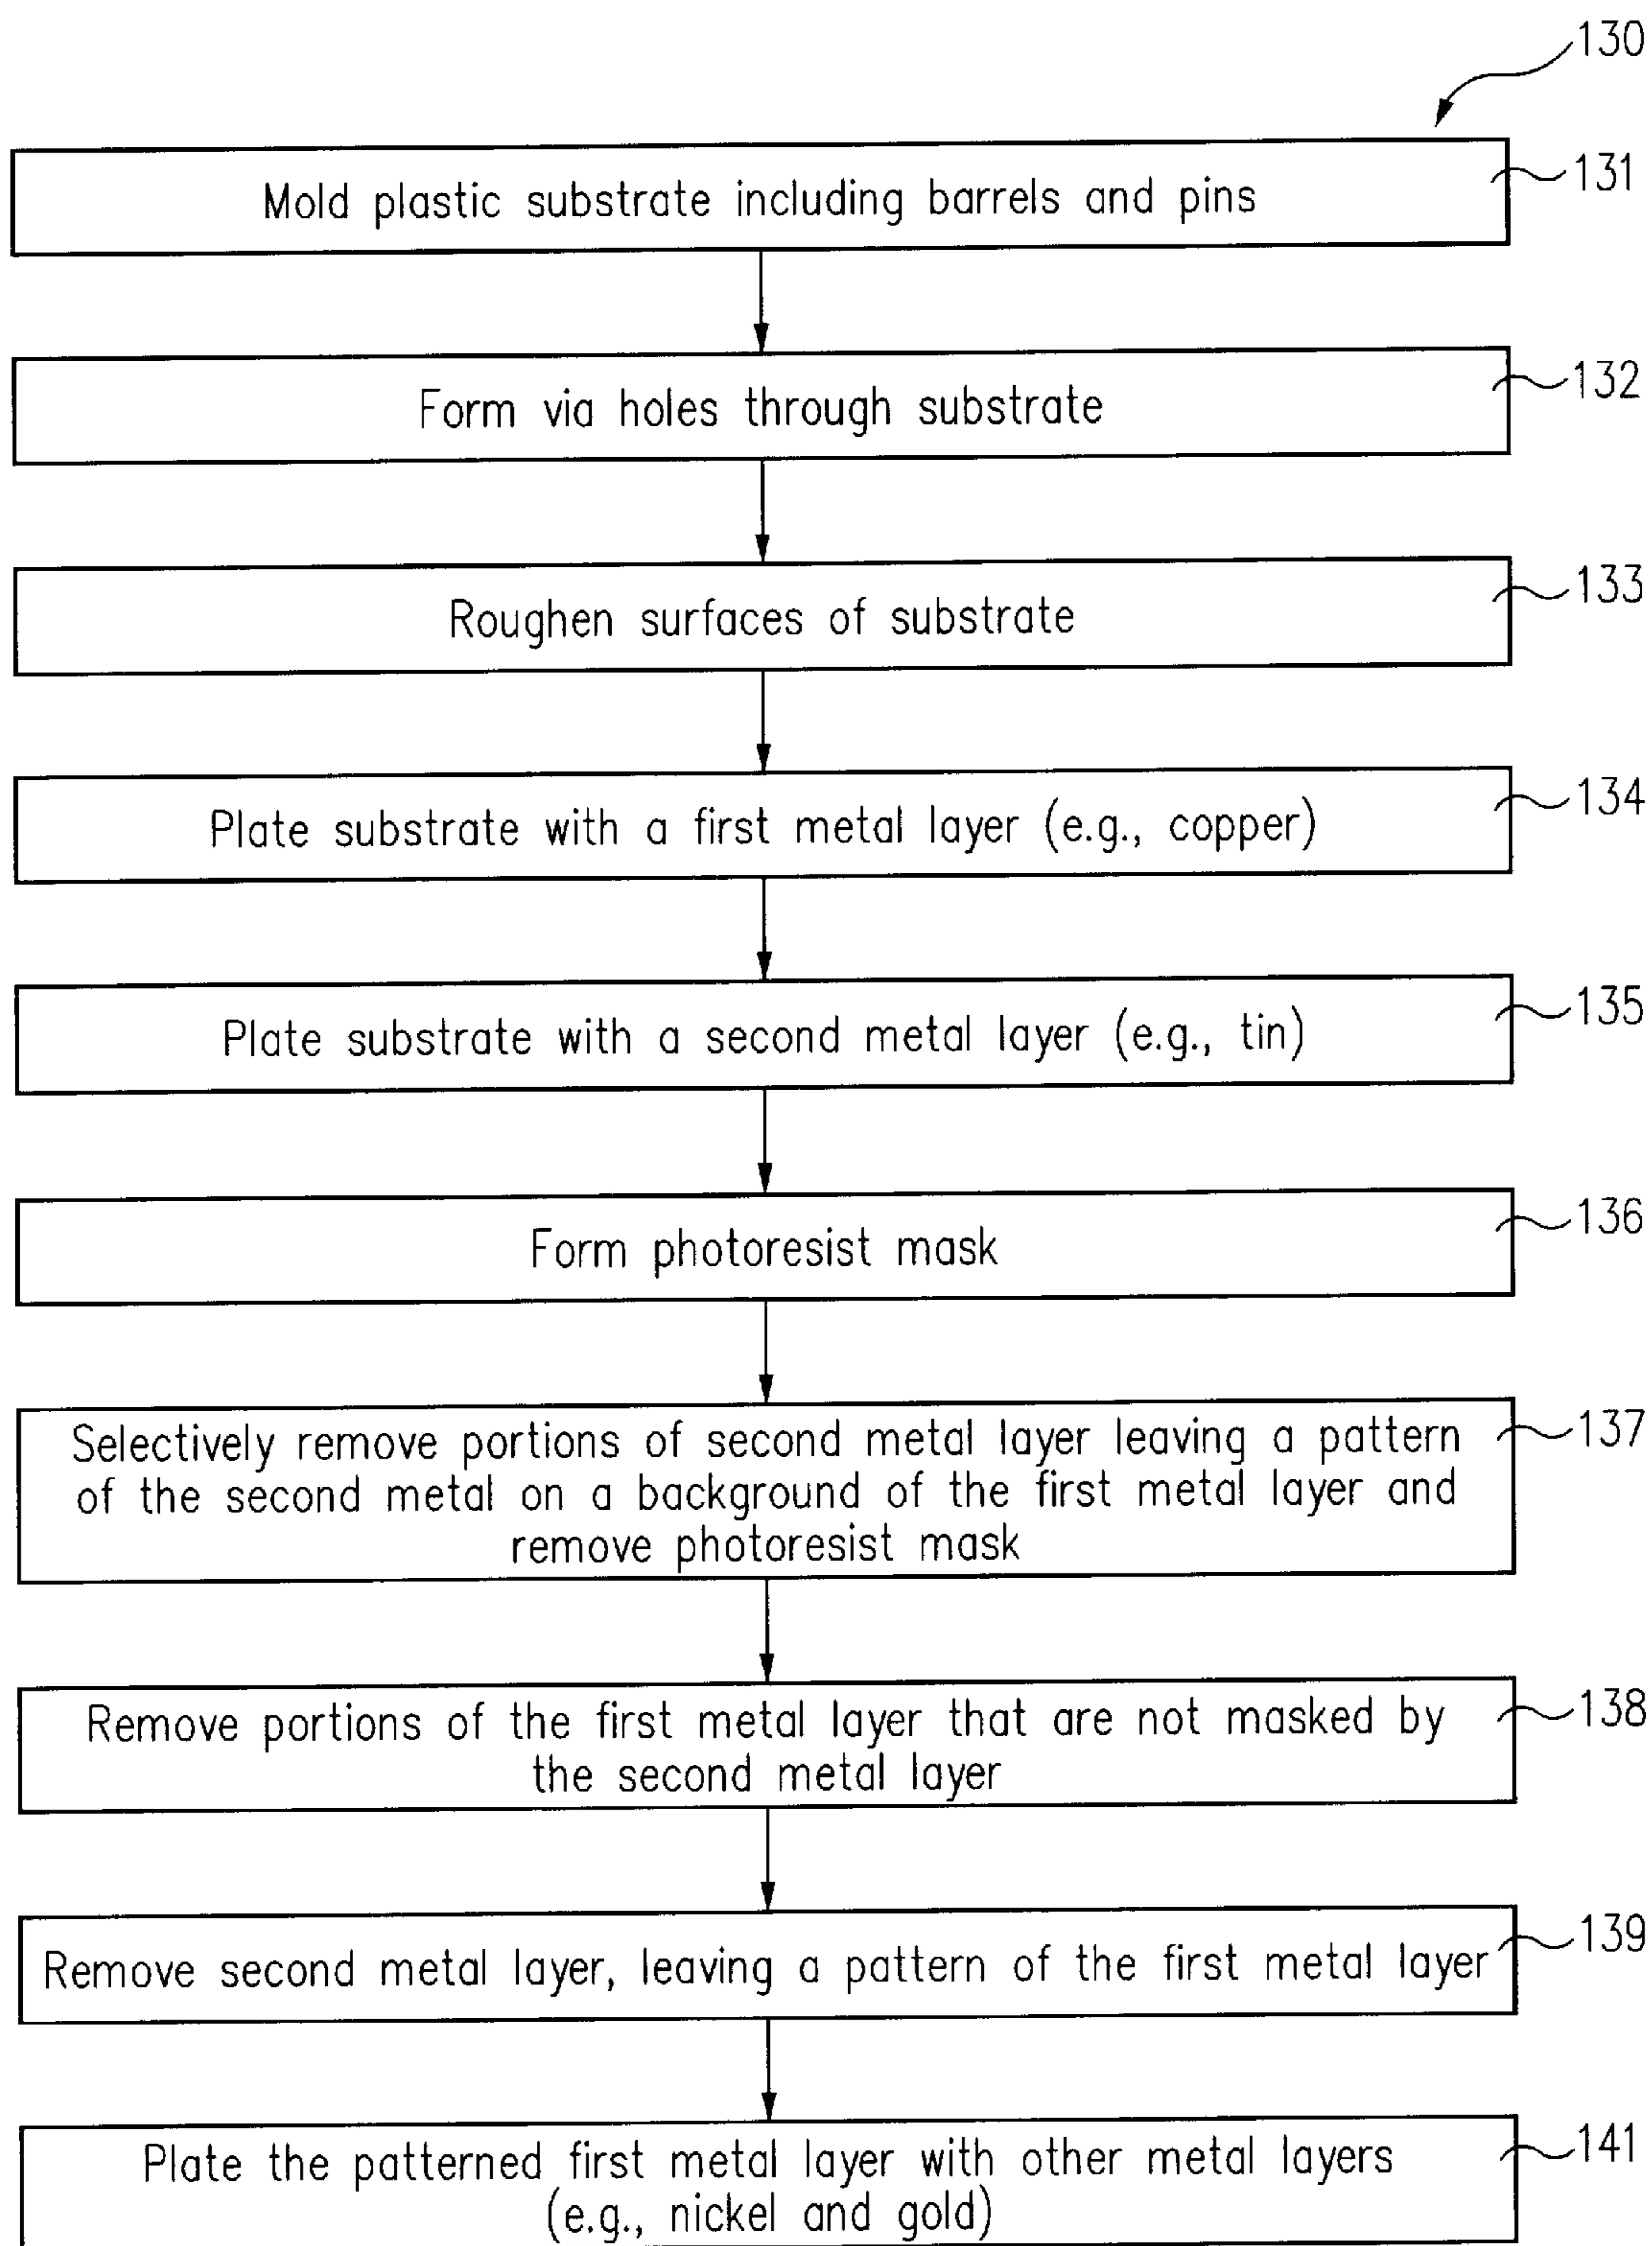 130
Mold plastic substrate including barrels and pins
131
Form via holes through substrate
132
Roughen surfaces of substrate
133
Plate substrate with a first metal layer (e.g., copper)
134
Plate substrate with a second metal layer (e.g., tin)
135
Form photoresist mask
136
Selectively remove portions of second metal layer leaving a pattern
of the second metal on a background of the first metal layer and
remove photoresist mask
137
Remove portions of the first metal layer that are not masked by
the second metal layer
138
Remove second metal layer, leaving a pattern of the first metal layer
139
Plate the patterned first metal layer with other metal layers
(e.g., nickel and gold)
141